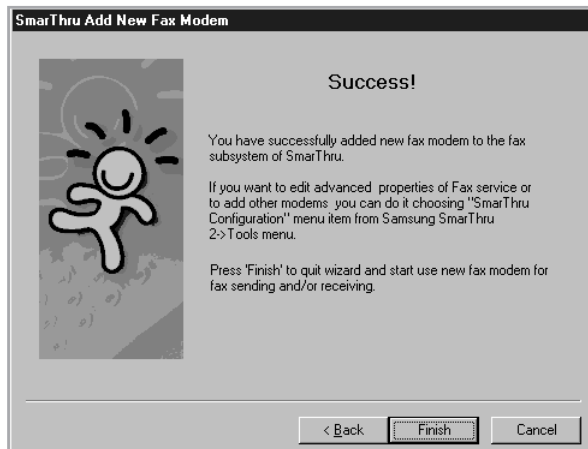 SmarThru Add New Fax Modem
Success!
You have successfully added new fax modem to the fax
subsystem of SmarThru.
If you want to edit advanced properties of Fax service or
to add other modems you can do it choosing "SmarThru
Configuration" menu item from Samsung SmarThru
2->Tools menu.
Press 'Finish' to quit wizard and start use new fax modem for
fax sending and/or receiving.
< Back
Finish
Cancel